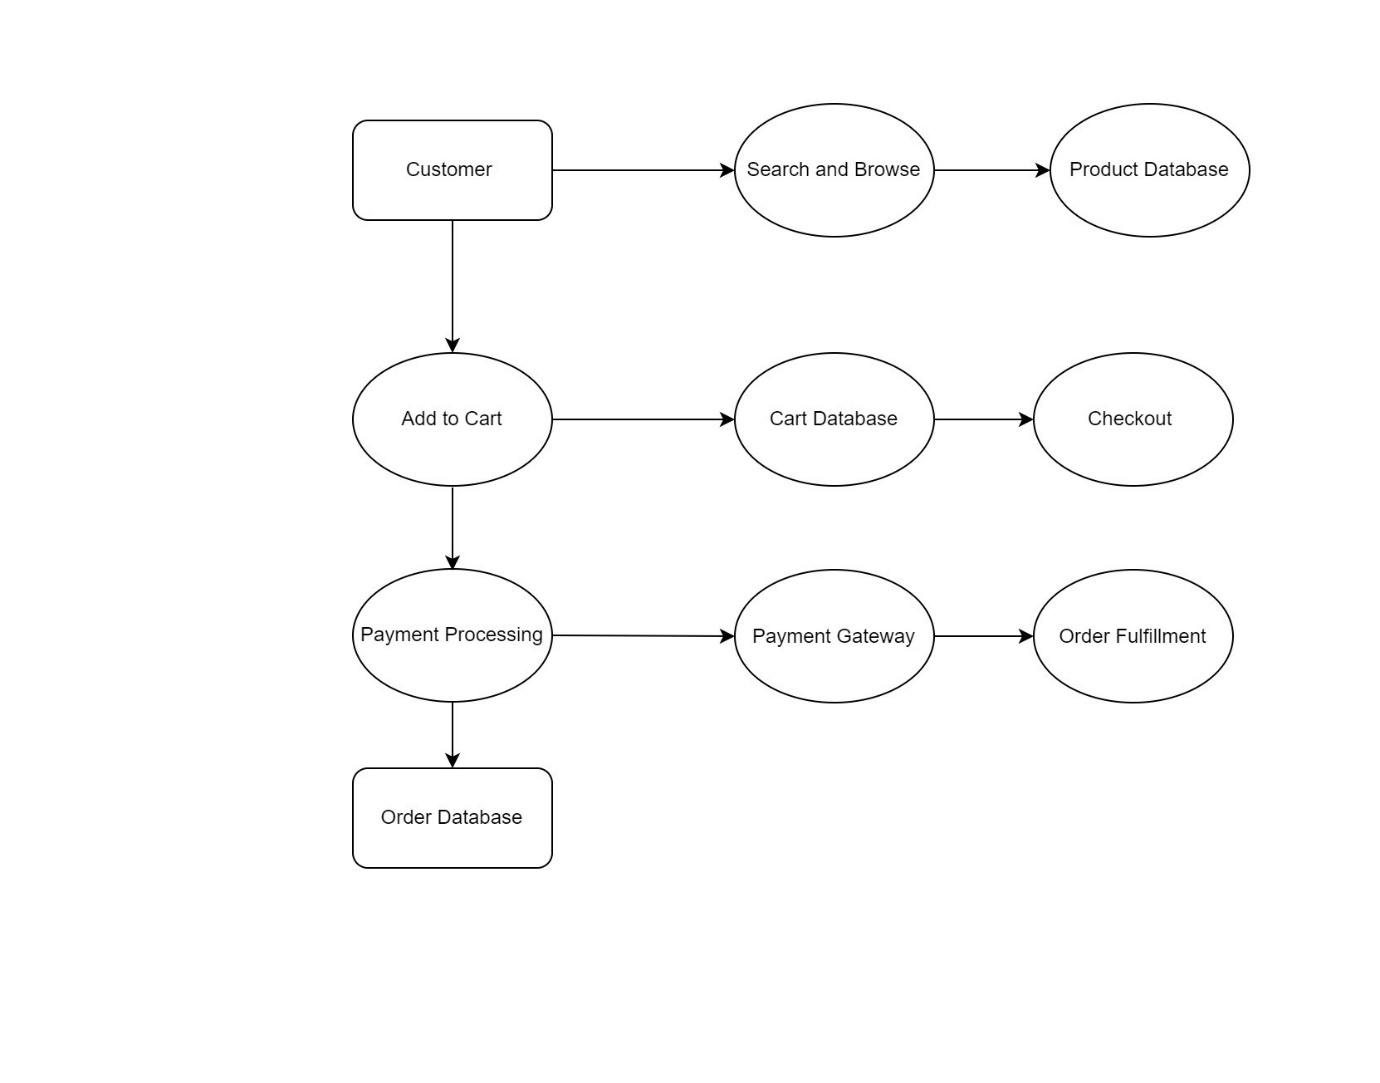 Customer
Search and Browse
Product Database
Add to Cart
Cart Database
Checkout
Payment Processing
Payment Gateway
Order Fulfillment
Order Database